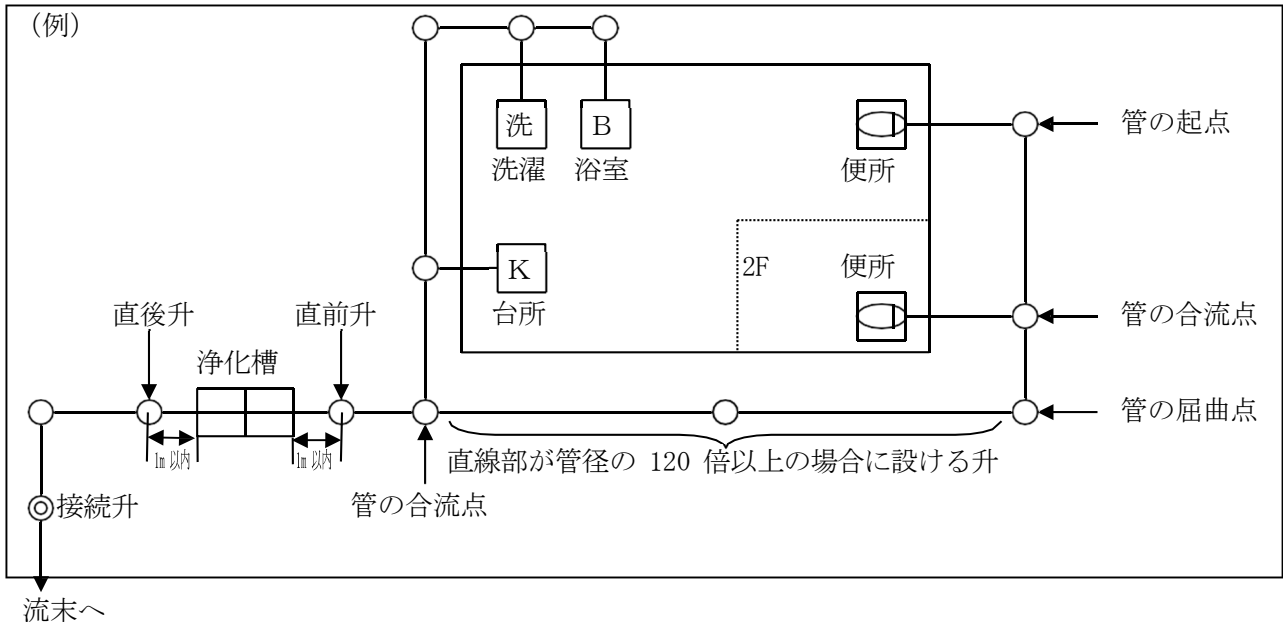 （例）
洗
洗濯
B
浴室
便所
管の起点
K
台所
2F
便所
管の合流点
直後升
直前升
浄化槽
管の屈曲点
1m以内
1m以内
直線部が管径の 120 倍以上の場合に設ける升
管の合流点
接続升
流末へ